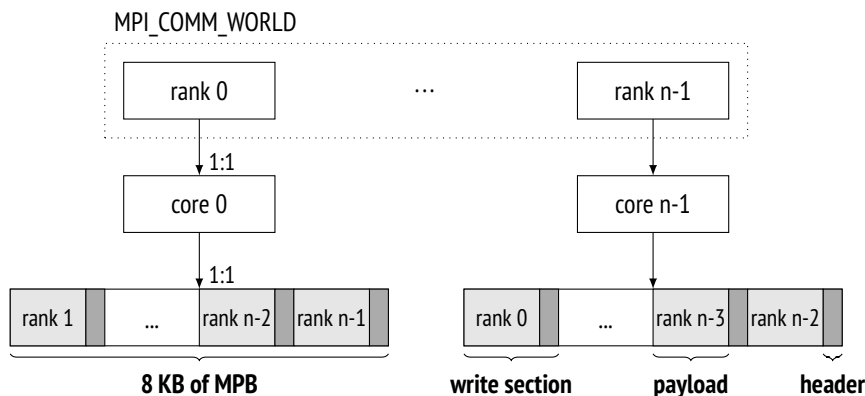 MPI_COMM_WORLD
rank 0 ... rank n-1
1:1
core 0 core n-1
1:1
rank 1 ... rank n-2 rank n-1 rank 0 ... rank n-3 rank n-2
8 KB of MPB write section payload header